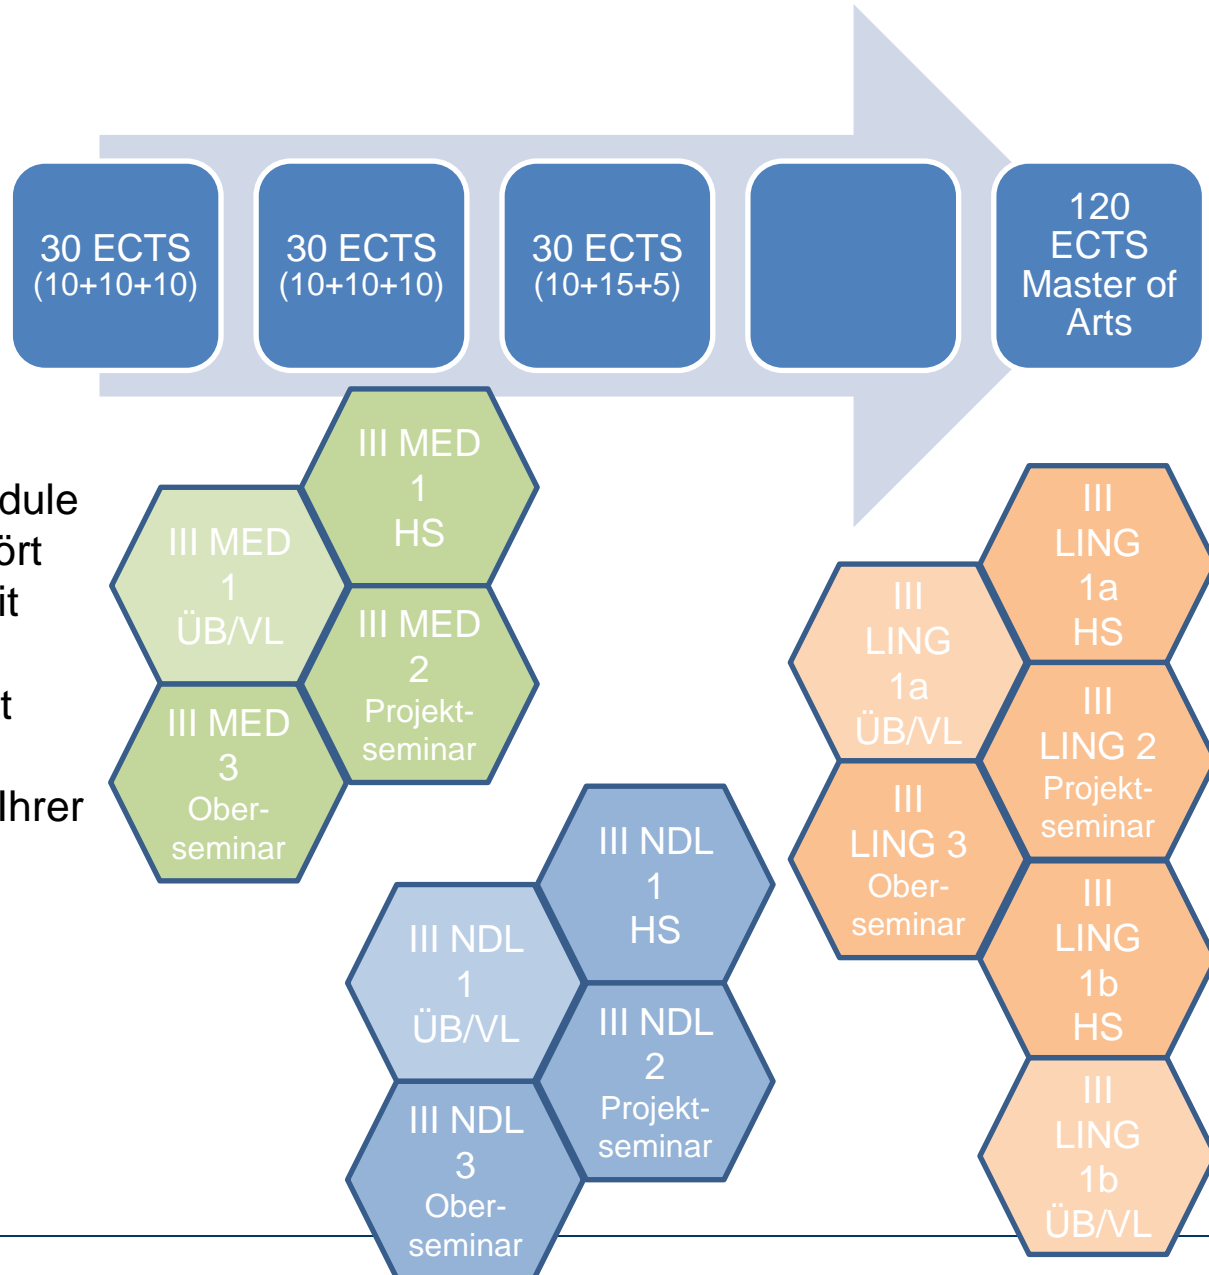 30 ECTS
(10+10+10)
30 ECTS
(10+10+10)
30 ECTS
(10+15+5)
120
ECTS
Master of
Arts
dule
ört
it
t
Ihrer
III MED
1
HS
III MED
1
ÜB/VL
III MED
2
Projekt-
seminar
III MED
3
Ober-
seminar
III NDL
1
HS
III NDL
1
ÜB/VL
III NDL
2
Projekt-
seminar
III NDL
3
Ober-
seminar
III
LING
1a
HS
III
LING
1a
ÜB/VL
III
LING 2
Projekt-
seminar
III
LING 3
Ober-
seminar
III
LING
1b
HS
III
LING
1b
ÜB/VL